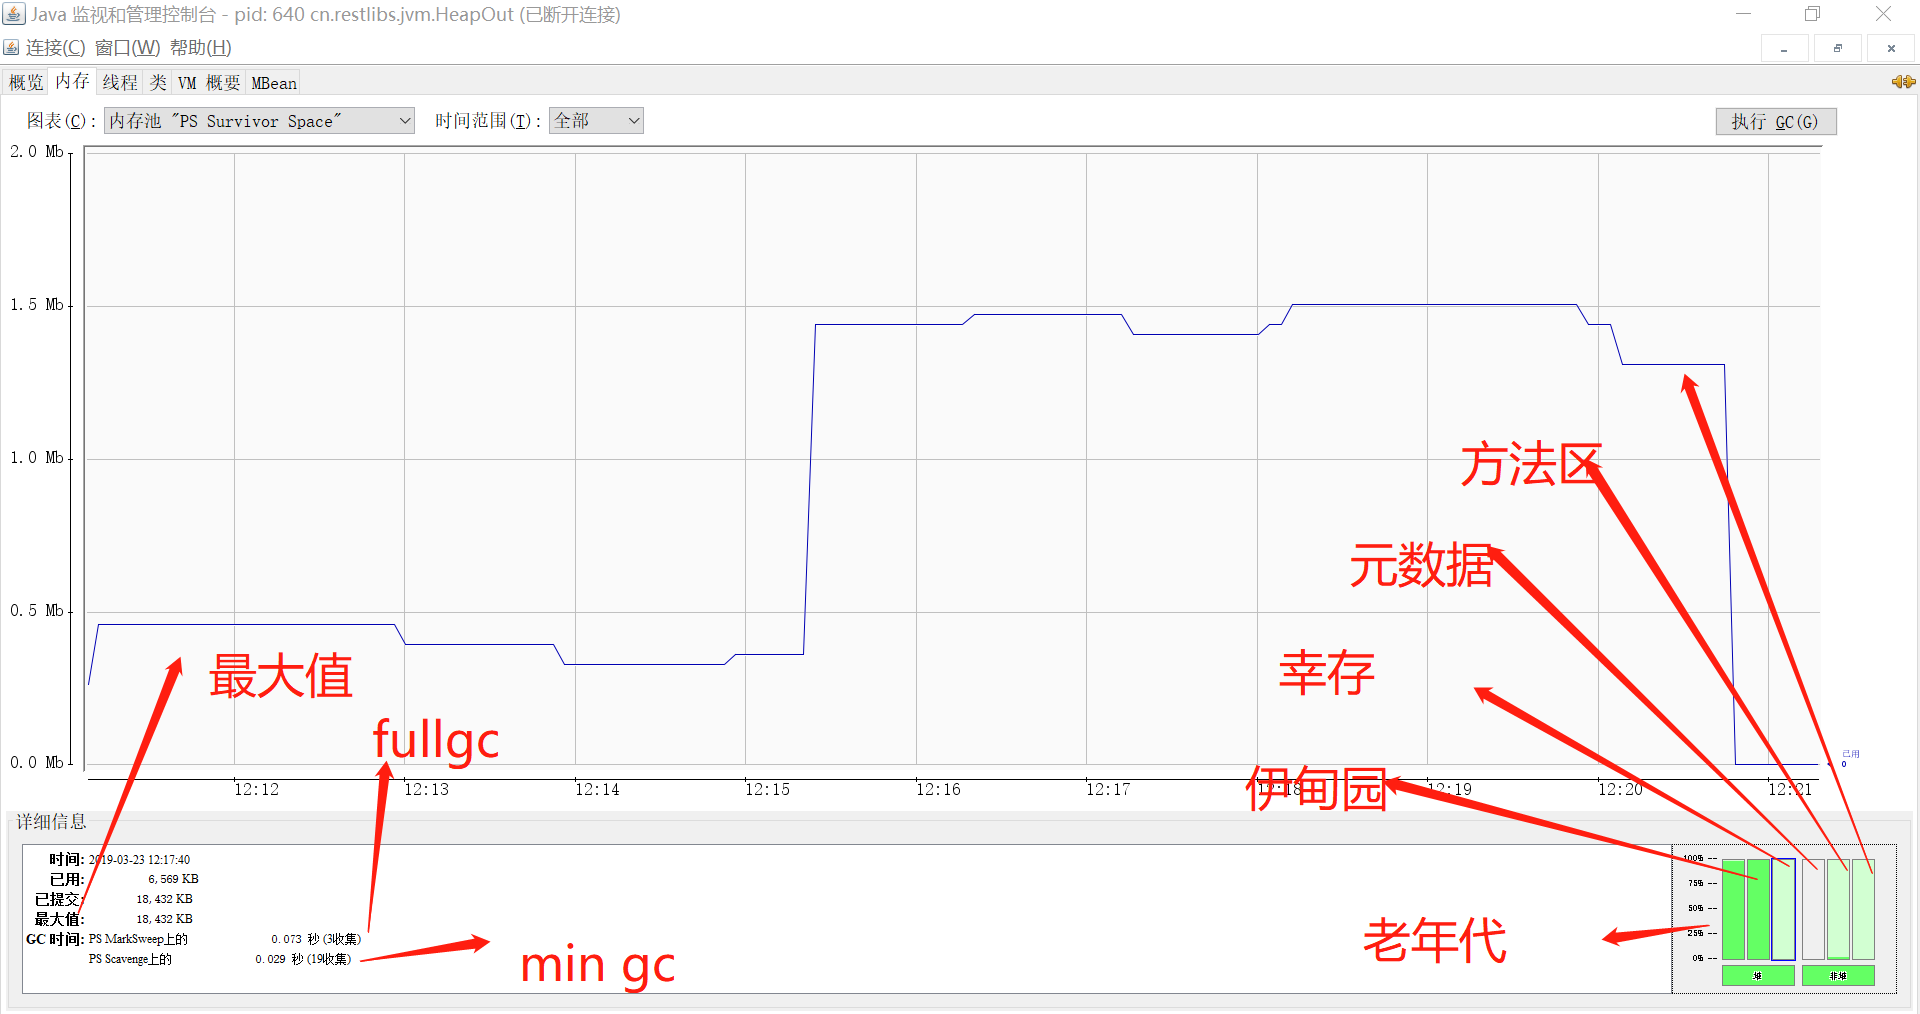 Java 监视和管理控制台 - pid: 640 cn.restlibs.jvm.HeapOut (已断开连接)
连接(C) 窗口(W) 帮助(H)
概览 内存 线程 类 VM 概要 MBean
图表(C): 内存池 "PS Survivor Space" 时间范围(T): 全部 执行 GC(G)
2.0 Mb
1.5 Mb
1.0 Mb
0.5 Mb
0.0 Mb
方法区
元数据
幸存
最大值
fullgc
伊甸园
已用
0
12:12 12:13 12:14 12:15 12:16 12:17 12:18 12:19 12:20 12:21
详细信息
时间: 2019-03-23 12:17:40
已用: 6,569 KB
已提交: 18,432 KB
最大值: 18,432 KB
GC 时间: PS MarkSweep上的 0.073 秒 (3收集)
PS Scavenge上的 0.029 秒 (19收集)
min gc
老年代
100% --
75% --
50% --
25% --
0% --
堆 非堆